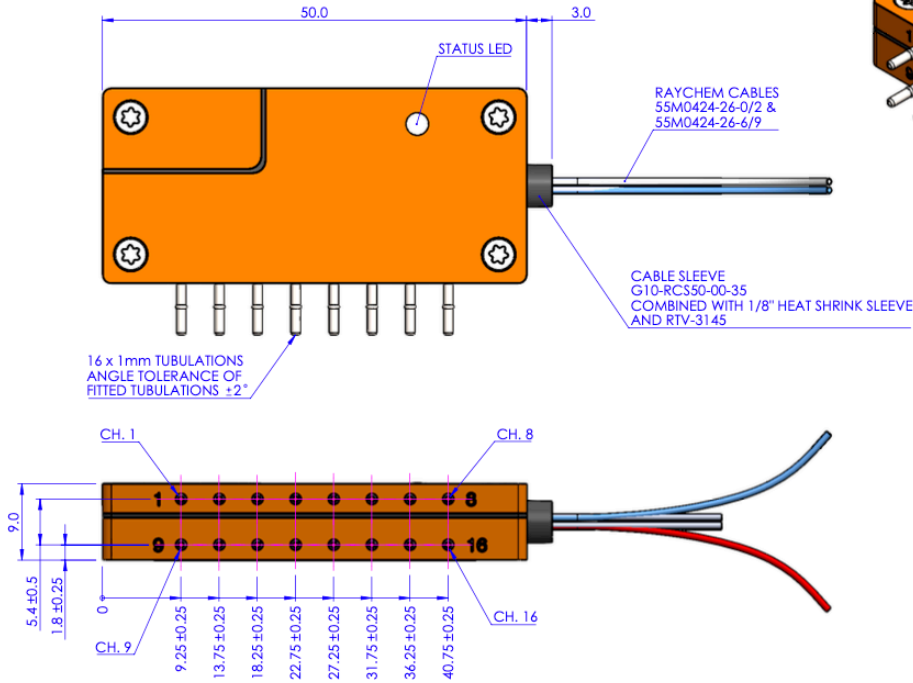 50.0
3.0
STATUS LED
RAYCHEM CABLES
55M0424-26-0/2 &
55M0424-26-6/9
CABLE SLEEVE
G10-RCS50-00-35
COMBINED WITH 1/8" HEAT SHRINK SLEEVE
AND RTV-3145
16 x 1mm TUBULATIONS
ANGLE TOLERANCE OF
FITTED TUBULATIONS ±2°
CH. 1
CH. 8
1
8
9
16
9.0
5.4 ±0.5
1.8 ±0.25
0
9.25 ±0.25
13.75 ±0.25
18.25 ±0.25
22.75 ±0.25
27.25 ±0.25
31.75 ±0.25
36.25 ±0.25
40.75 ±0.25
CH. 9
CH. 16